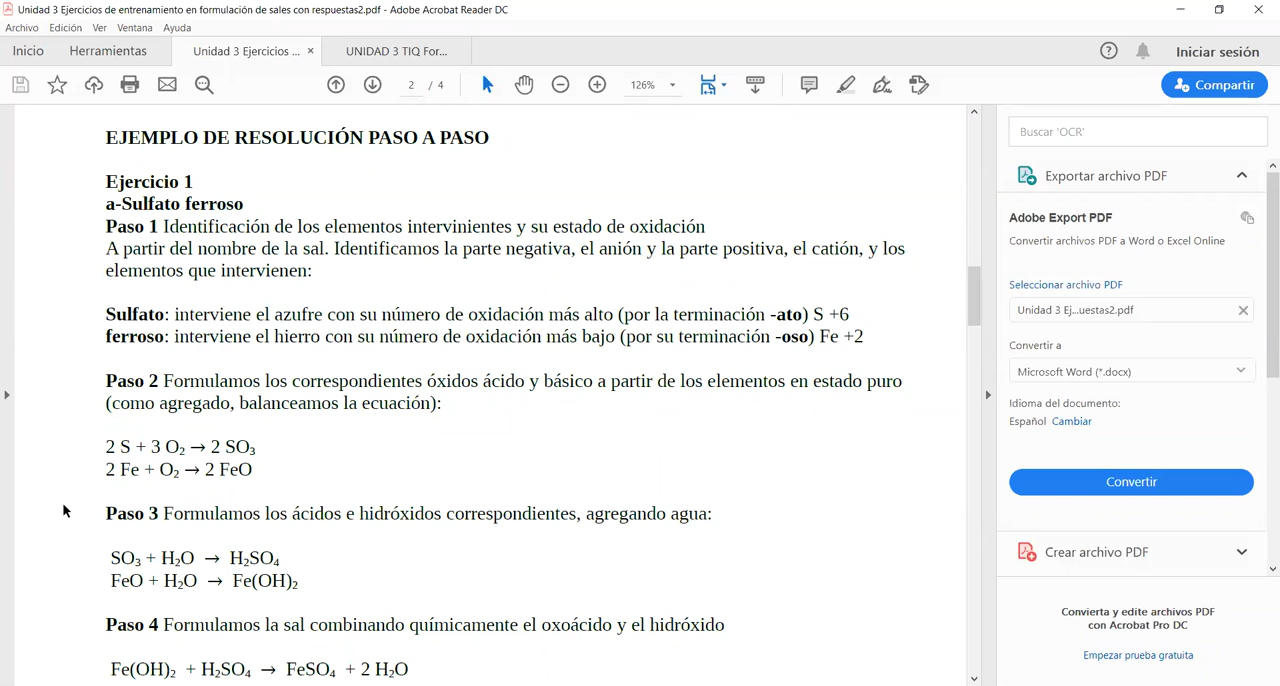 Unidad 3 Ejercicios de entrenamiento en formulación de sales con respuestas2.pdf - Adobe Acrobat Reader DC
Archivo Edición Ver Ventana Ayuda
Inicio Herramientas Unidad 3 Ejercicios ... × UNIDAD 3 TIQ For... Iniciar sesión
2 / 4 126% Compartir
EJEMPLO DE RESOLUCIÓN PASO A PASO
Ejercicio 1
a-Sulfato ferroso
Paso 1 Identificación de los elementos intervinientes y su estado de oxidación
A partir del nombre de la sal. Identificamos la parte negativa, el anión y la parte positiva, el catión, y los
elementos que intervienen:
Sulfato: interviene el azufre con su número de oxidación más alto (por la terminación -ato) S +6
ferroso: interviene el hierro con su número de oxidación más bajo (por su terminación -oso) Fe +2
Paso 2 Formulamos los correspondientes óxidos ácido y básico a partir de los elementos en estado puro
(como agregado, balanceamos la ecuación):
2 S + 3 O₂ → 2 SO₃
2 Fe + O₂ → 2 FeO
Paso 3 Formulamos los ácidos e hidróxidos correspondientes, agregando agua:
SO₃ + H₂O → H₂SO₄
FeO + H₂O → Fe(OH)₂
Paso 4 Formulamos la sal combinando químicamente el oxoácido y el hidróxido
Fe(OH)₂ + H₂SO₄ → FeSO₄ + 2 H₂O
Buscar 'OCR'
Exportar archivo PDF
Adobe Export PDF
Convertir archivos PDF a Word o Excel Online
Seleccionar archivo PDF
Unidad 3 Ej...uestas2.pdf
Convertir a
Microsoft Word (*.docx)
Idioma del documento:
Español Cambiar
Convertir
Crear archivo PDF
Convierta y edite archivos PDF
con Acrobat Pro DC
Empezar prueba gratuita